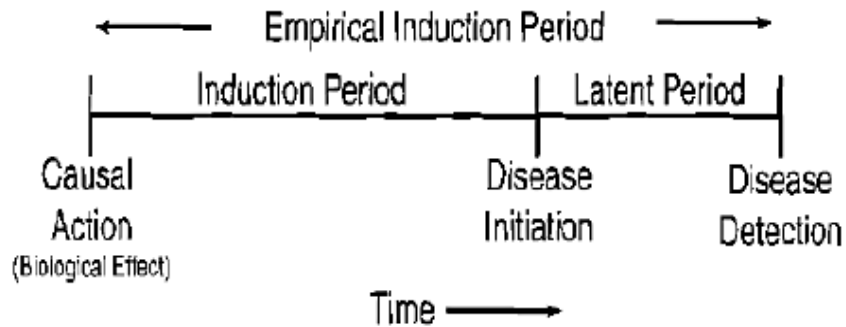 Empirical Induction Period
Induction Period
Latent Period
Causal
Action
(Biological Effect)
Disease
Initiation
Disease
Detection
Time